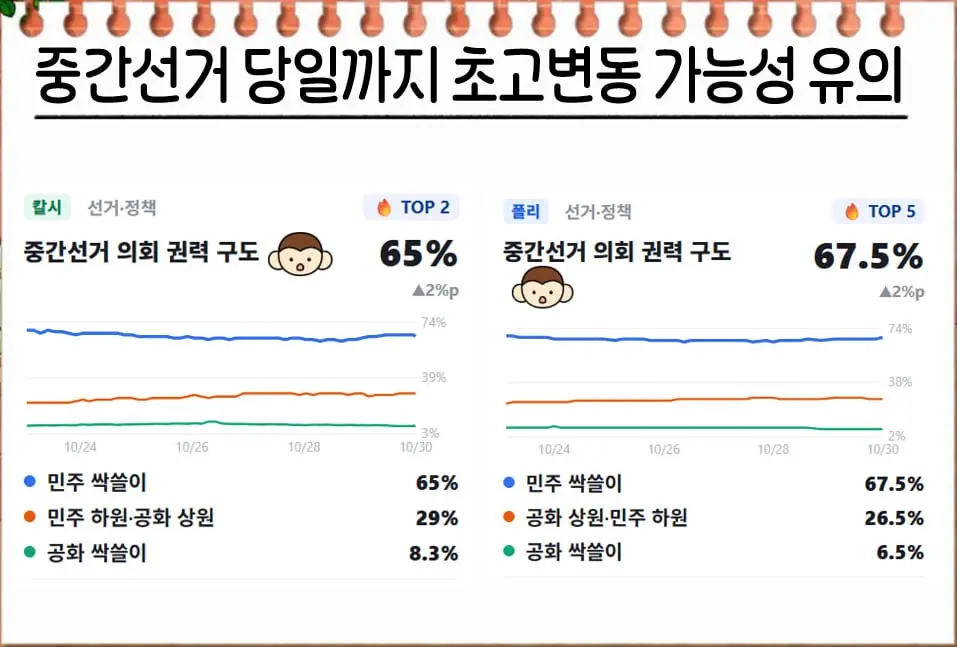 중간선거 당일까지 초고변동 가능성 유의
칼시 선거·정책 TOP 2
중간선거 의회 권력 구도 65%
▲2%p
74%
39%
3%
10/24 10/26 10/28 10/30
민주 싹쓸이 65%
민주 하원·공화 상원 29%
공화 싹쓸이 8.3%
폴리 선거·정책 TOP 5
중간선거 의회 권력 구도 67.5%
▲2%p
74%
38%
2%
10/24 10/26 10/28 10/30
민주 싹쓸이 67.5%
공화 상원·민주 하원 26.5%
공화 싹쓸이 6.5%